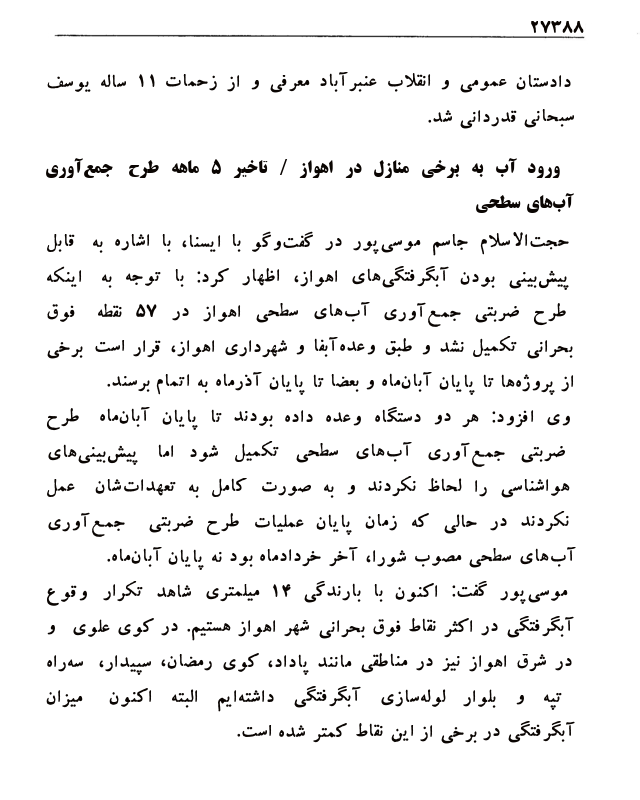 ۲۷۳۸۸
دادستان عمومی و انقلاب عنبرآباد معرفی و از زحمات ۱۱ ساله یوسف
سبحانی قدردانی شد.
ورود آب به برخی منازل در اهواز / تاخیر ۵ ماهه طرح جمع‌آوری
آب‌های سطحی
حجت‌الاسلام جاسم موسی‌پور در گفت‌وگو با ایسنا، با اشاره به قابل
پیش‌بینی بودن آبگرفتگی‌های اهواز، اظهار کرد: با توجه به اینکه
طرح ضربتی جمع‌آوری آب‌های سطحی اهواز در ۵۷ نقطه فوق
بحرانی تکمیل نشد و طبق وعده‌آبفا و شهرداری اهواز، قرار است برخی
از پروژه‌ها تا پایان آبان‌ماه و بعضا تا پایان آذرماه به اتمام برسند.
وی افزود: هر دو دستگاه وعده داده بودند تا پایان آبان‌ماه طرح
ضربتی جمع‌آوری آب‌های سطحی تکمیل شود اما پیش‌بینی‌های
هواشناسی را لحاظ نکردند و به صورت کامل به تعهدات‌شان عمل
نکردند در حالی که زمان پایان عملیات طرح ضربتی جمع‌آوری
آب‌های سطحی مصوب شورا، آخر خردادماه بود نه پایان آبان‌ماه.
موسی‌پور گفت: اکنون با بارندگی ۱۴ میلمتری شاهد تکرار وقوع
آبگرفتگی در اکثر نقاط فوق بحرانی شهر اهواز هستیم. در کوی علوی و
در شرق اهواز نیز در مناطقی مانند پاداد، کوی رمضان، سپیدار، سه‌راه
تپه و بلوار لوله‌سازی آبگرفتگی داشته‌ایم البته اکنون میزان
آبگرفتگی در برخی از این نقاط کمتر شده است.